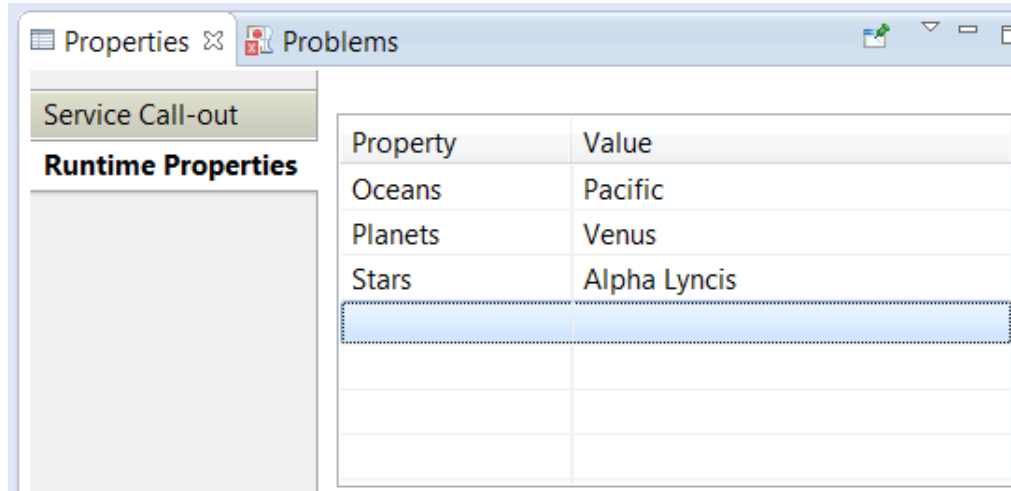 Properties Problems
Service Call-out
Runtime Properties
Property Value
Oceans Pacific
Planets Venus
Stars Alpha Lyncis